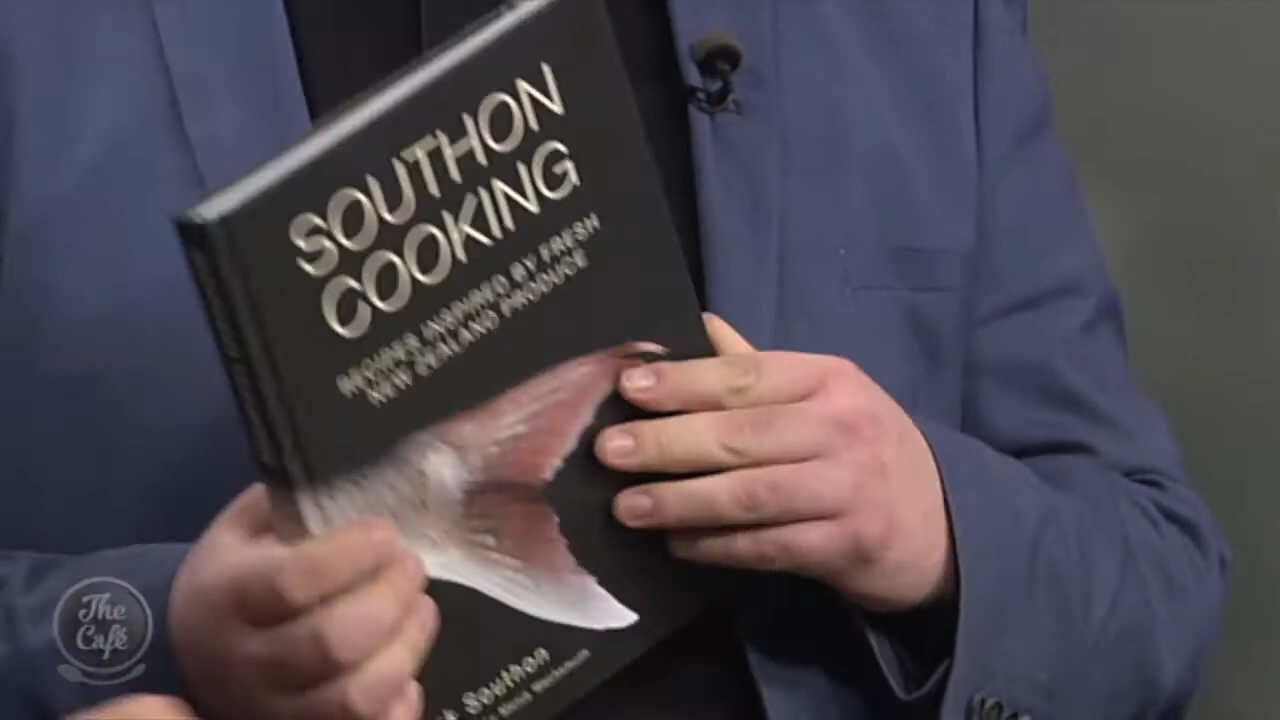 SOUTHON
COOKING
RECIPES INSPIRED BY FRESH
NEW ZEALAND PRODUCE
Southon
The
Café